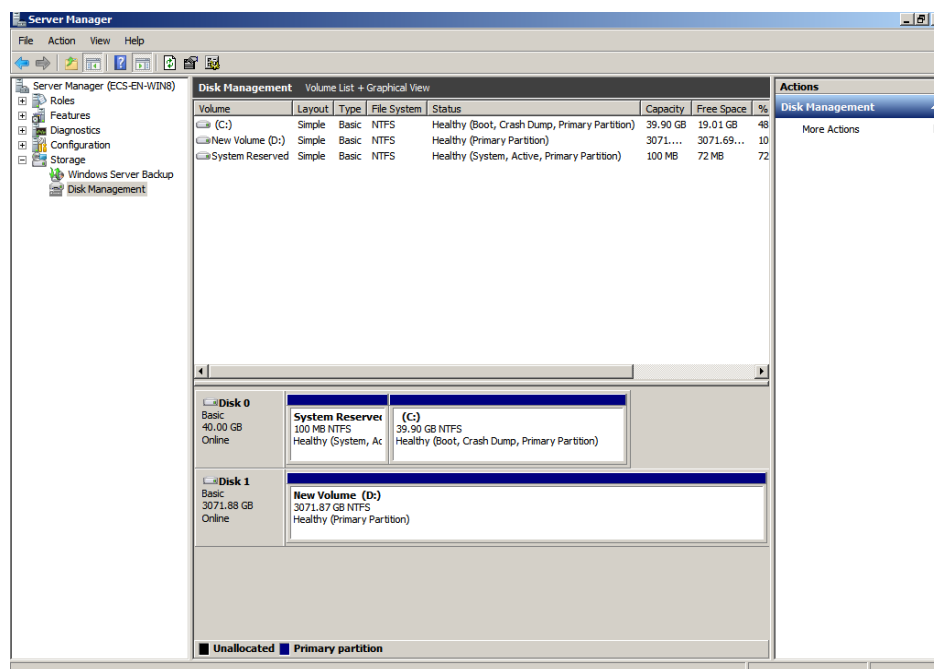 Server Manager
File Action View Help
Server Manager (ECS-EN-WIN8)
Roles
Features
Diagnostics
Configuration
Storage
Windows Server Backup
Disk Management
Disk Management Volume List + Graphical View
Volume Layout Type File System Status Capacity Free Space %
(C:) Simple Basic NTFS Healthy (Boot, Crash Dump, Primary Partition) 39.90 GB 19.01 GB 48
New Volume (D:) Simple Basic NTFS Healthy (Primary Partition) 3071.... 3071.69... 10
System Reserved Simple Basic NTFS Healthy (System, Active, Primary Partition) 100 MB 72 MB 72
Disk 0
Basic
40.00 GB
Online
System Reserve
100 MB NTFS
Healthy (System, Ac
(C:)
39.90 GB NTFS
Healthy (Boot, Crash Dump, Primary Partition)
Disk 1
Basic
3071.88 GB
Online
New Volume (D:)
3071.87 GB NTFS
Healthy (Primary Partition)
Unallocated Primary partition
Actions
Disk Management
More Actions